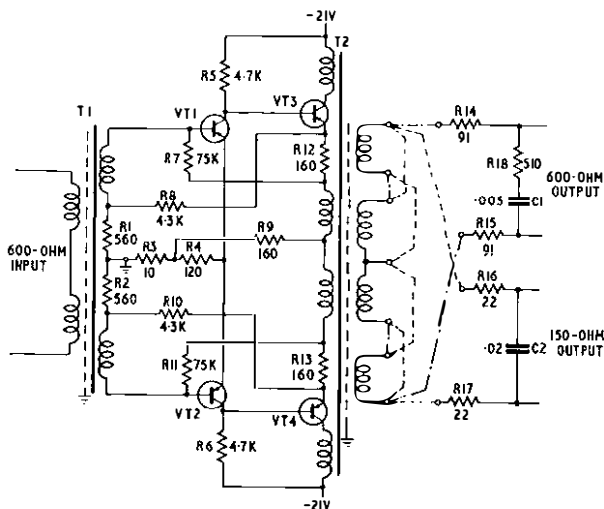 -21V
T2
R5
4.7K
T1
VT1
VT3
R14
91
R7
75K
R12
160
R18
510
600-OHM
OUTPUT
R8
4.3K
.005
C1
R1
560
R9
160
R15
91
600-OHM
INPUT
R3
10
R4
120
R16
22
R2
560
R10
4.3K
R11
75K
R13
160
.02
C2
150-OHM
OUTPUT
VT2
VT4
R17
22
R6
4.7K
-21V